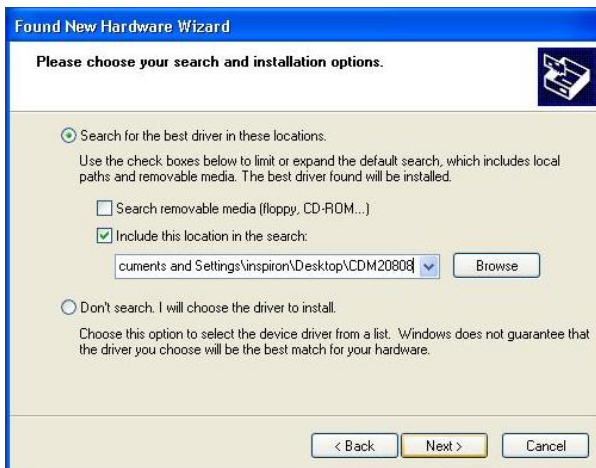 Found New Hardware Wizard
Please choose your search and installation options.
Search for the best driver in these locations.
Use the check boxes below to limit or expand the default search, which includes local
paths and removable media. The best driver found will be installed.
Search removable media (floppy, CD-ROM...)
Include this location in the search:
cuments and Settings\inspiron\Desktop\CDM20808
Browse
Don't search. I will choose the driver to install.
Choose this option to select the device driver from a list. Windows does not guarantee that
the driver you choose will be the best match for your hardware.
< Back
Next >
Cancel